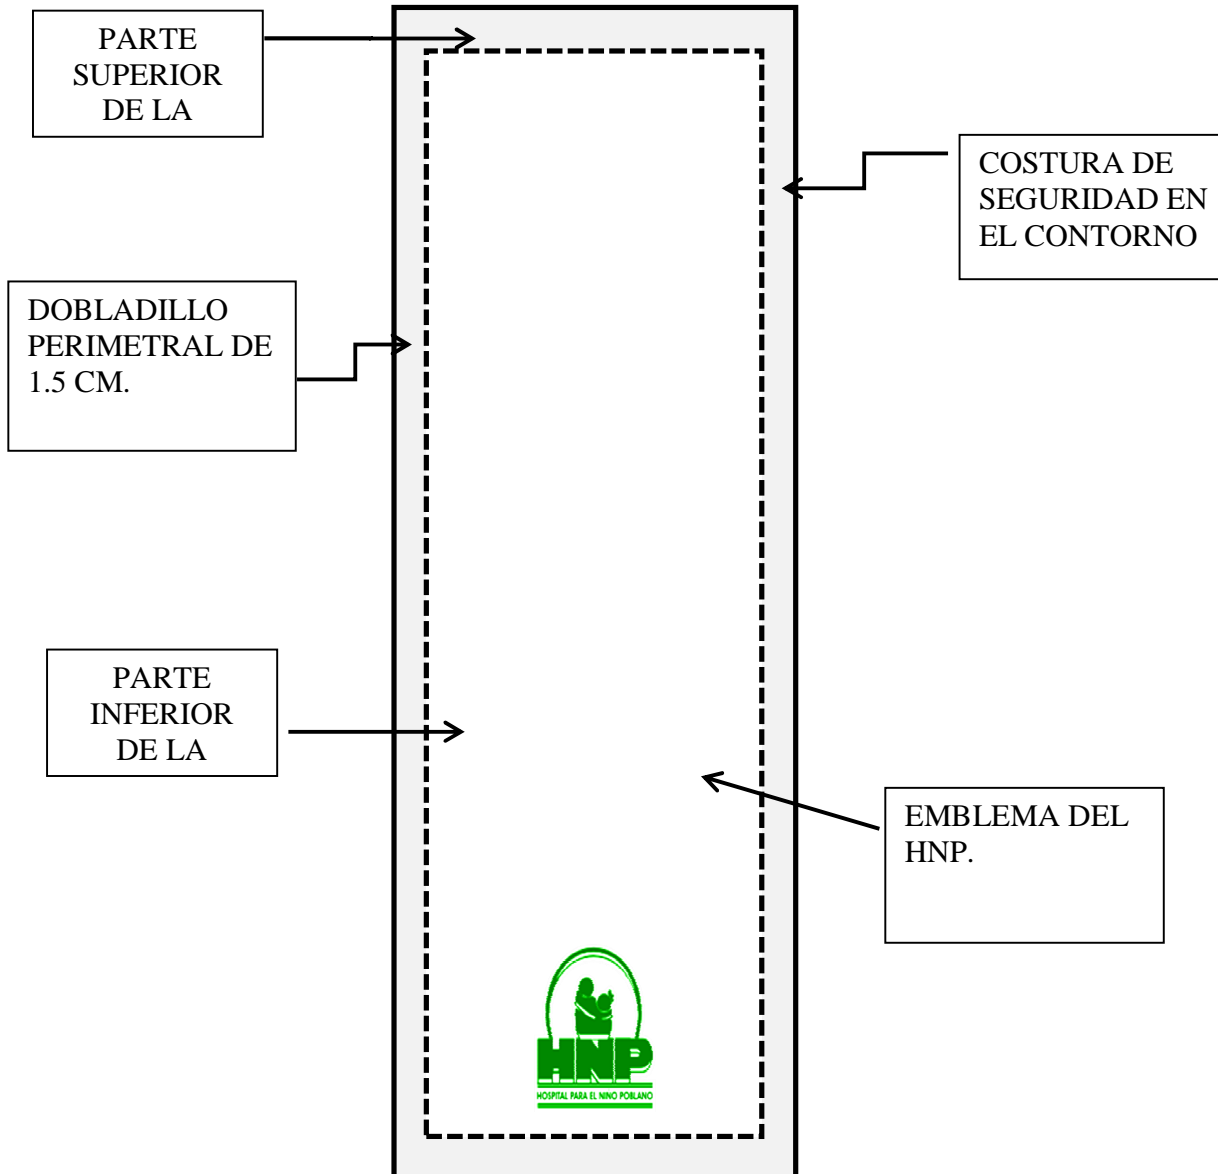 PARTE
SUPERIOR
DE LA
COSTURA DE
SEGURIDAD EN
EL CONTORNO
DOBLADILLO
PERIMETRAL DE
1.5 CM.
PARTE
INFERIOR
DE LA
EMBLEMA DEL
HNP.
HNP
HOSPITAL PARA EL NINO POBLANO